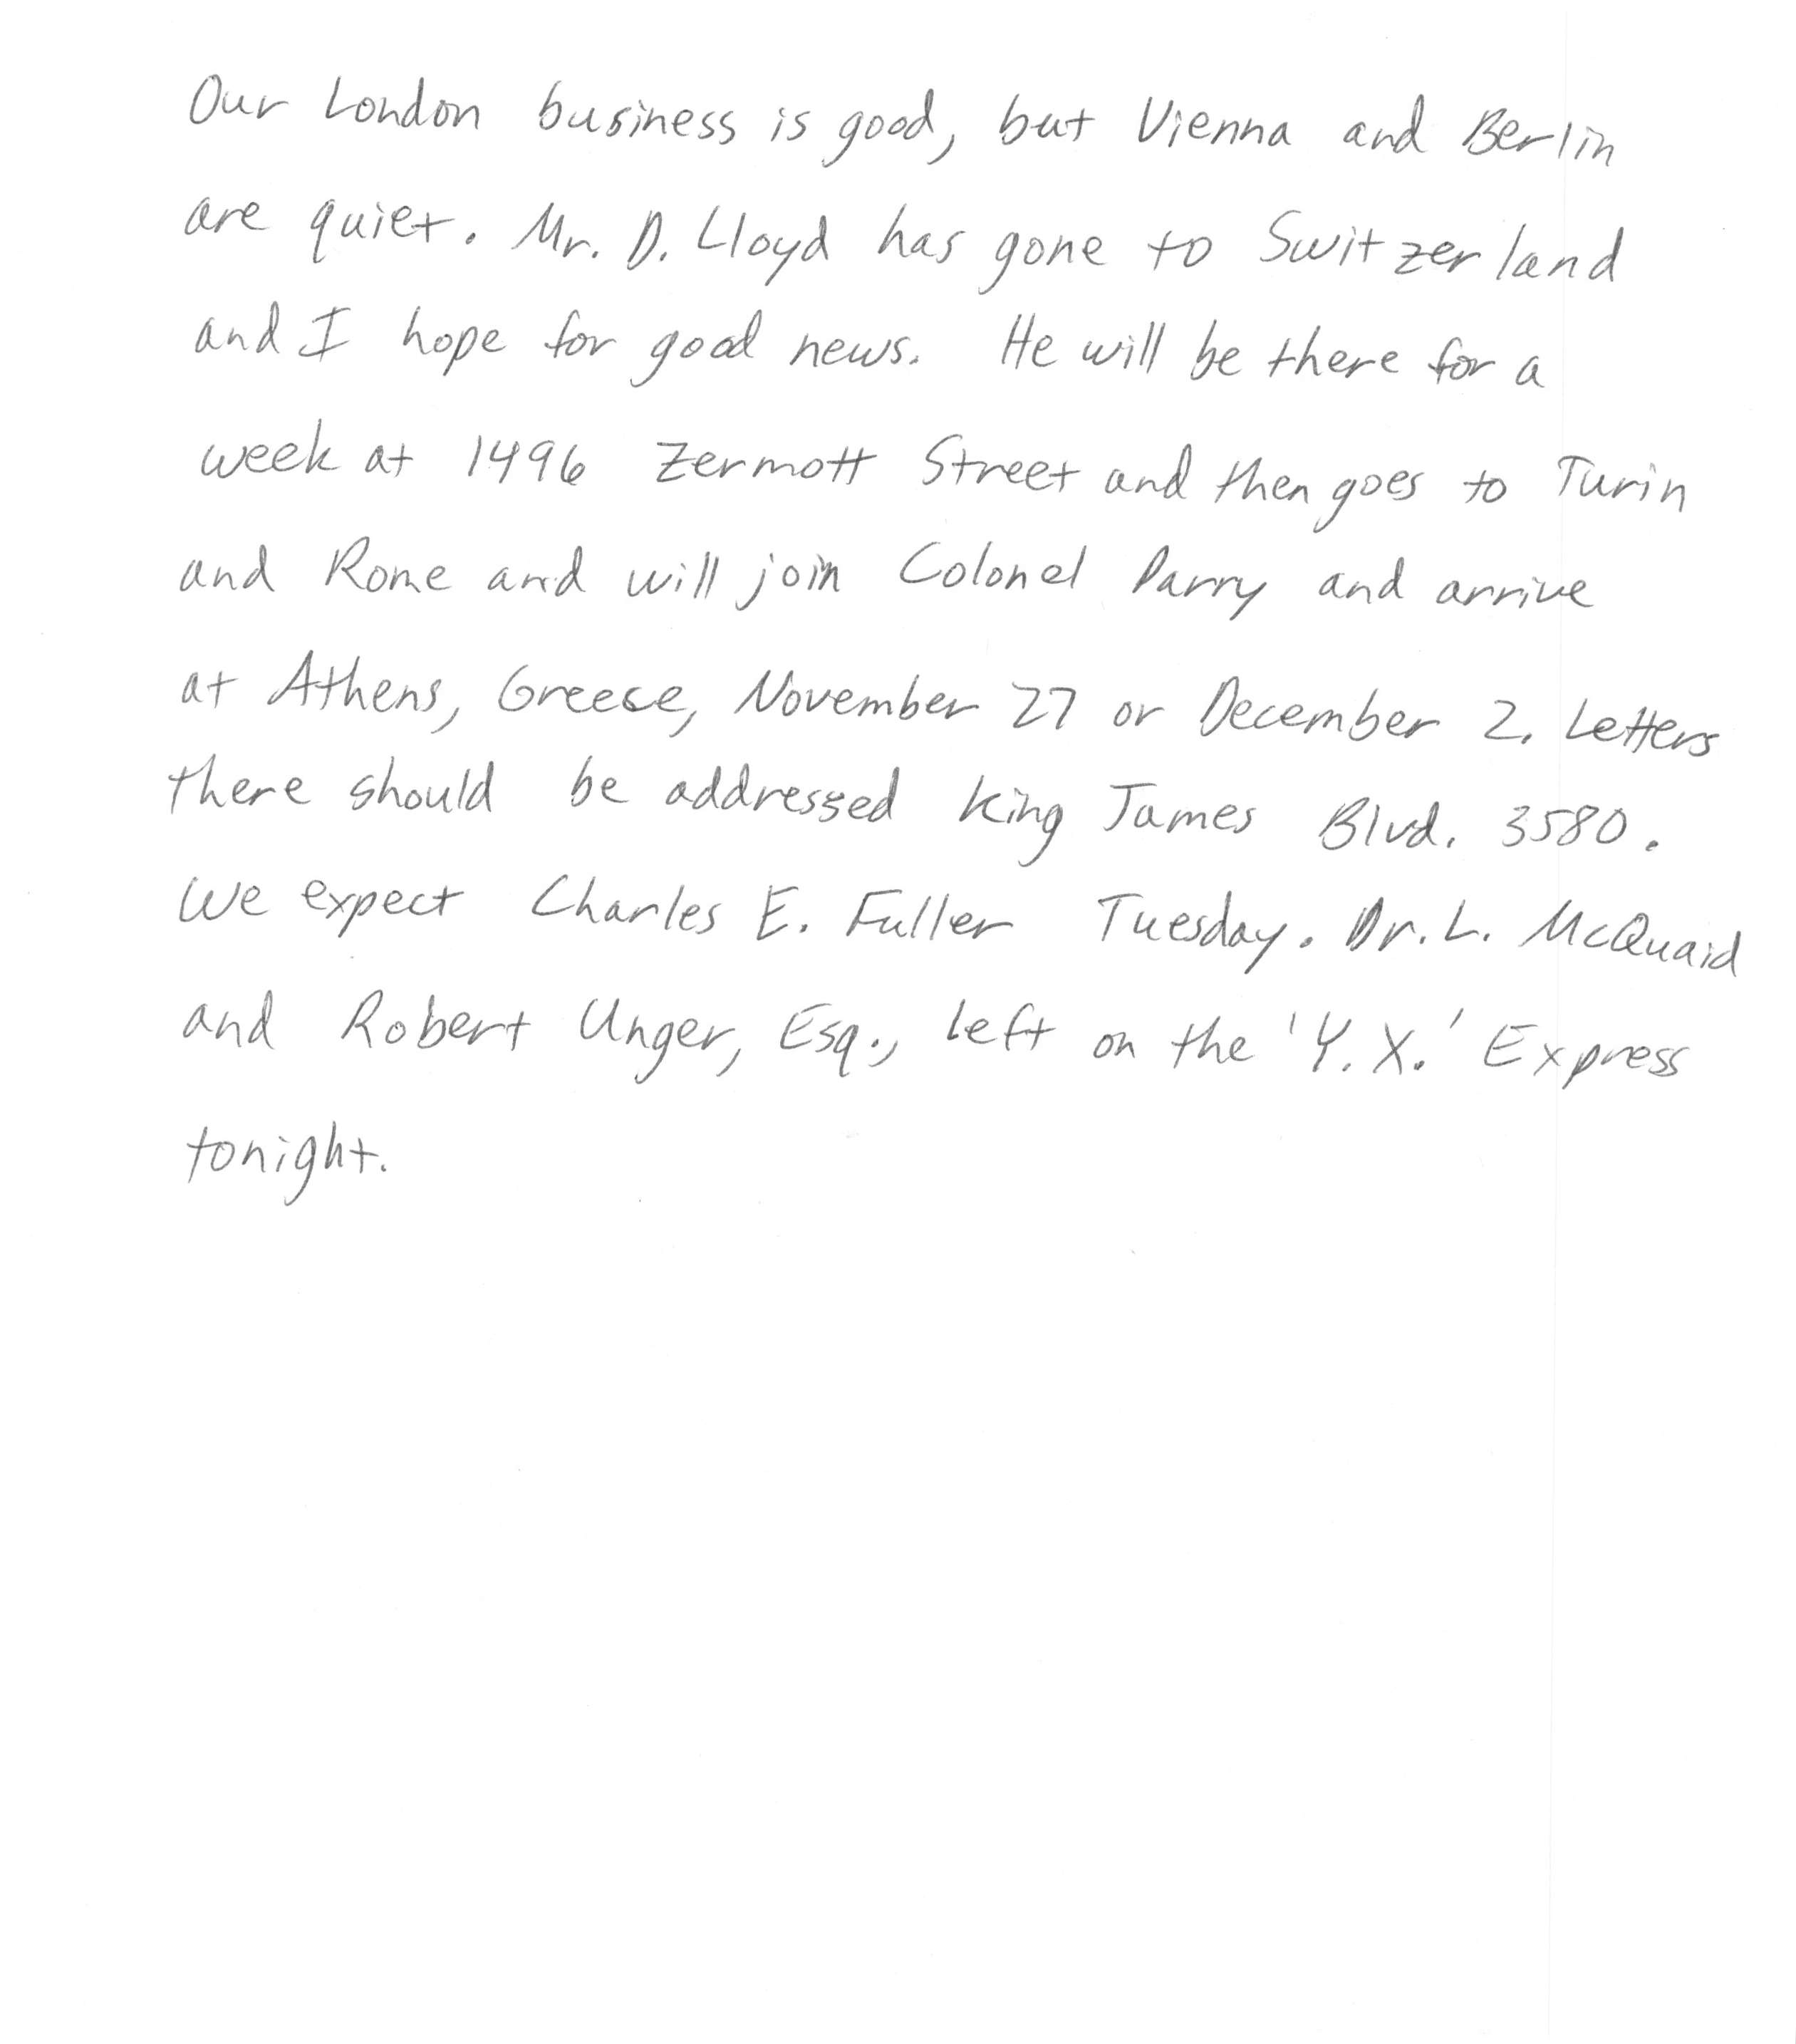 Our London business is good, but Vienna and Berlin
are quiet. Mr. D. Lloyd has gone to Switzerland
and I hope for good news. He will be there for a
week at 1496 Zermott Street and then goes to Turin
and Rome and will join Colonel Parry and arrive
at Athens, Greece, November 27 or December 2. Letters
there should be addressed King James Blvd. 3580.
We expect Charles E. Fuller Tuesday. Dr. L. McQuaid
and Robert Unger, Esq., left on the 'Y.X.' Express
tonight.